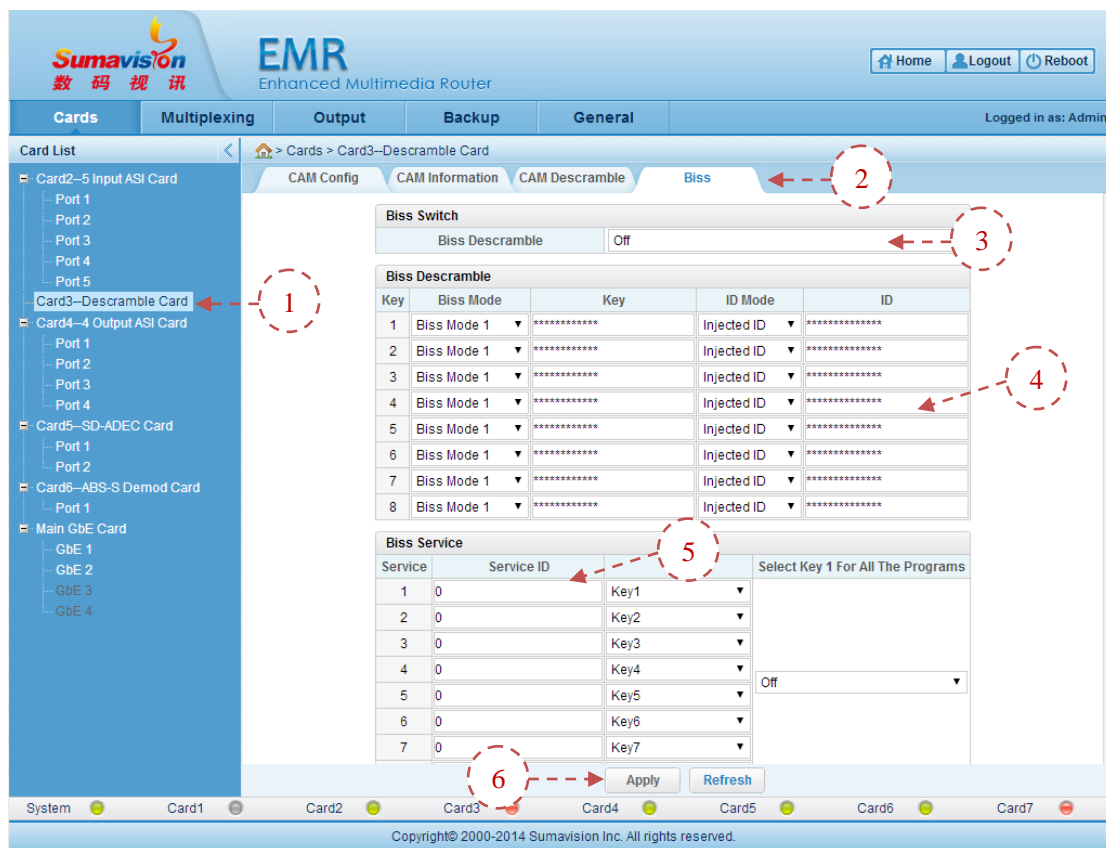 Sumavision
数 码 视 讯
EMR
Enhanced Multimedia Router
Home
Logout
Reboot
Cards
Multiplexing
Output
Backup
General
Logged in as: Admin
Card List
> Cards > Card3--Descramble Card
Card2--5 Input ASI Card
Port 1
Port 2
Port 3
Port 4
Port 5
Card3--Descramble Card
Card4--4 Output ASI Card
Port 1
Port 2
Port 3
Port 4
Card5--SD-ADEC Card
Port 1
Port 2
Card6--ABS-S Demod Card
Port 1
Main GbE Card
GbE 1
GbE 2
GbE 3
GbE 4
CAM Config
CAM Information
CAM Descramble
Biss
1
2
3
4
5
6
Biss Switch
Biss Descramble Off
Biss Descramble
Key Biss Mode Key ID Mode ID
1 Biss Mode 1 ************ Injected ID **************
2 Biss Mode 1 ************ Injected ID **************
3 Biss Mode 1 ************ Injected ID **************
4 Biss Mode 1 ************ Injected ID **************
5 Biss Mode 1 ************ Injected ID **************
6 Biss Mode 1 ************ Injected ID **************
7 Biss Mode 1 ************ Injected ID **************
8 Biss Mode 1 ************ Injected ID **************
Biss Service
Service Service ID Select Key 1 For All The Programs
1 0 Key1
2 0 Key2
3 0 Key3
4 0 Key4
Off
5 0 Key5
6 0 Key6
7 0 Key7
Apply
Refresh
System
Card1
Card2
Card3
Card4
Card5
Card6
Card7
Copyright© 2000-2014 Sumavision Inc. All rights reserved.